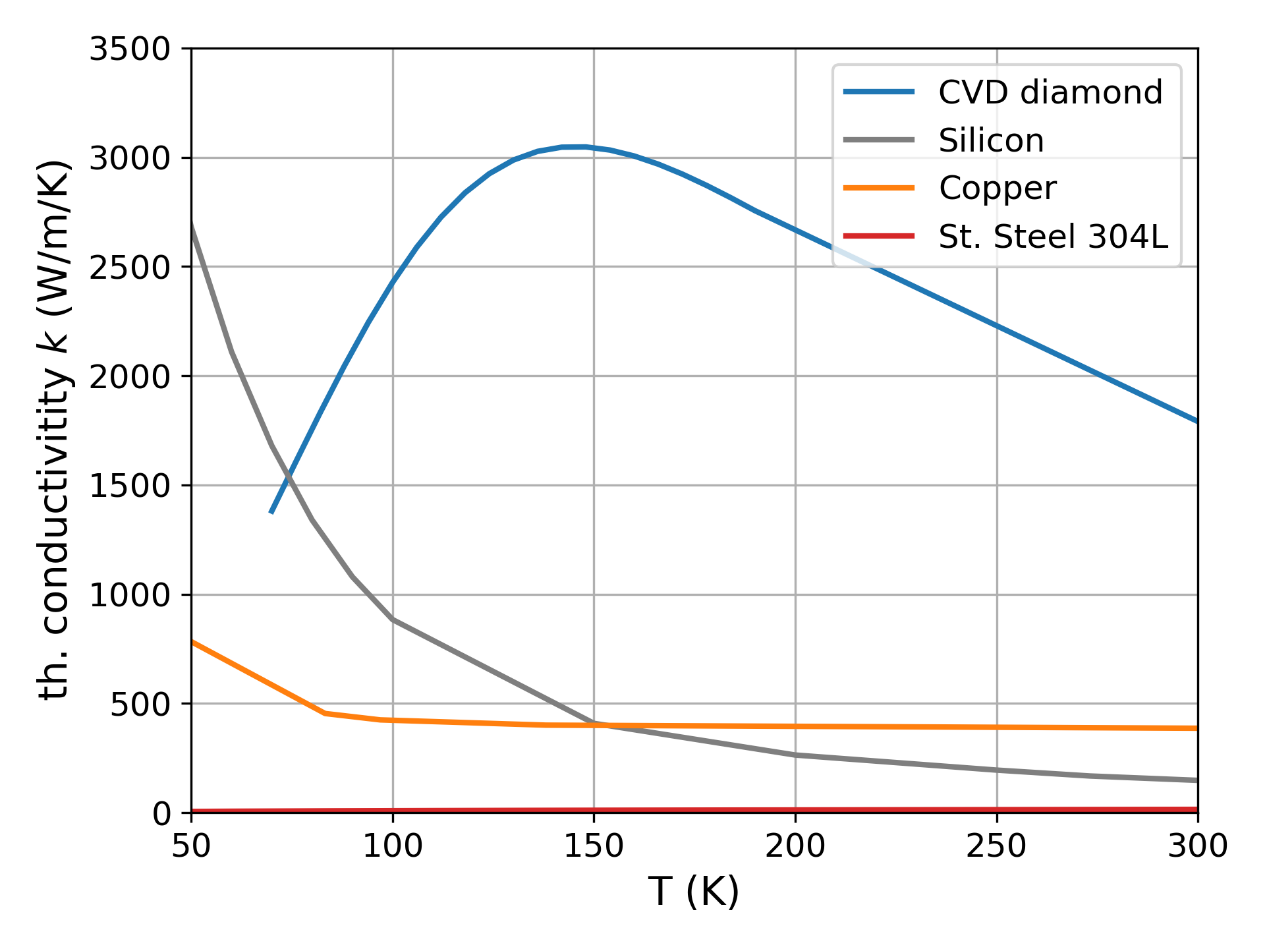 3500
3000
2500
2000
1500
1000
500
0
th. conductivitity k (W/m/K)
50 100 150 200 250 300
T (K)
CVD diamond
Silicon
Copper
St. Steel 304L